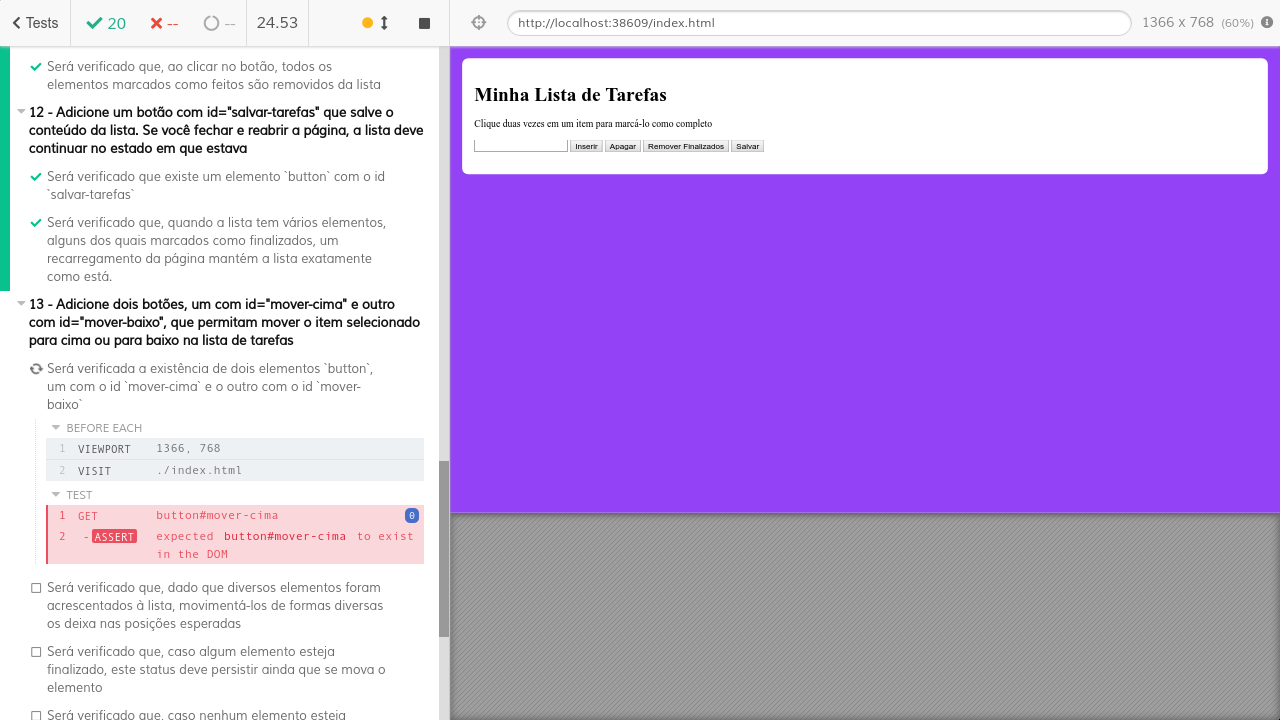 Tests
20
--
--
24.53
http://localhost:38609/index.html
1366 x 768 (60%)
Será verificado que, ao clicar no botão, todos os
elementos marcados como feitos são removidos da lista
12 - Adicione um botão com id="salvar-tarefas" que salve o
conteúdo da lista. Se você fechar e reabrir a página, a lista deve
continuar no estado em que estava
Será verificado que existe um elemento `button` com o id
`salvar-tarefas`
Será verificado que, quando a lista tem vários elementos,
alguns dos quais marcados como finalizados, um
recarregamento da página mantém a lista exatamente
como está.
13 - Adicione dois botões, um com id="mover-cima" e outro
com id="mover-baixo", que permitam mover o item selecionado
para cima ou para baixo na lista de tarefas
Será verificada a existência de dois elementos `button`,
um com o id `mover-cima` e o outro com o id `mover-
baixo`
BEFORE EACH
1 VIEWPORT 1366, 768
2 VISIT ./index.html
TEST
1 GET button#mover-cima 0
2 - ASSERT expected button#mover-cima to exist
in the DOM
Será verificado que, dado que diversos elementos foram
acrescentados à lista, movimentá-los de formas diversas
os deixa nas posições esperadas
Será verificado que, caso algum elemento esteja
finalizado, este status deve persistir ainda que se mova o
elemento
Será verificado que, caso nenhum elemento esteja
Minha Lista de Tarefas
Clique duas vezes em um item para marcá-lo como completo
Inserir Apagar Remover Finalizados Salvar